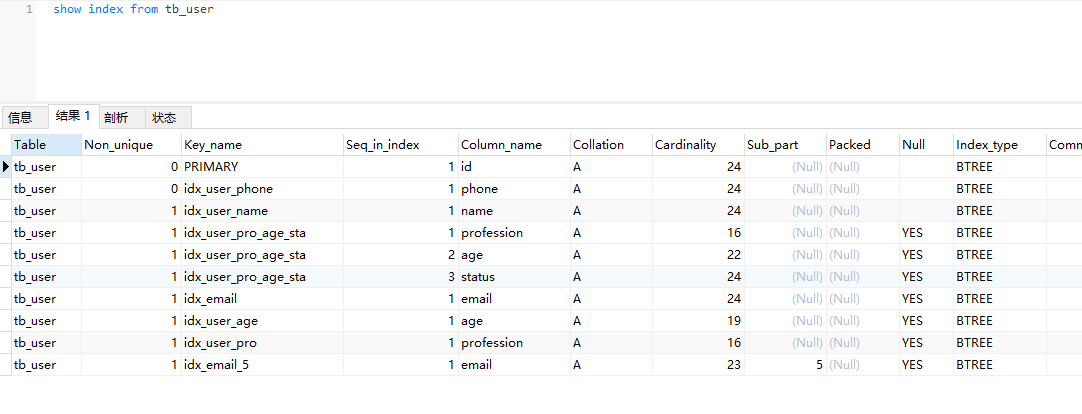 1 show index from tb_user
信息 结果 1 剖析 状态
Table Non_unique Key_name Seq_in_index Column_name Collation Cardinality Sub_part Packed Null Index_type Comm
tb_user 0 PRIMARY 1 id A 24 (Null) (Null) BTREE
tb_user 0 idx_user_phone 1 phone A 24 (Null) (Null) BTREE
tb_user 1 idx_user_name 1 name A 24 (Null) (Null) BTREE
tb_user 1 idx_user_pro_age_sta 1 profession A 16 (Null) (Null) YES BTREE
tb_user 1 idx_user_pro_age_sta 2 age A 22 (Null) (Null) YES BTREE
tb_user 1 idx_user_pro_age_sta 3 status A 24 (Null) (Null) YES BTREE
tb_user 1 idx_email 1 email A 24 (Null) (Null) YES BTREE
tb_user 1 idx_user_age 1 age A 19 (Null) (Null) YES BTREE
tb_user 1 idx_user_pro 1 profession A 16 (Null) (Null) YES BTREE
tb_user 1 idx_email_5 1 email A 23 5 (Null) YES BTREE